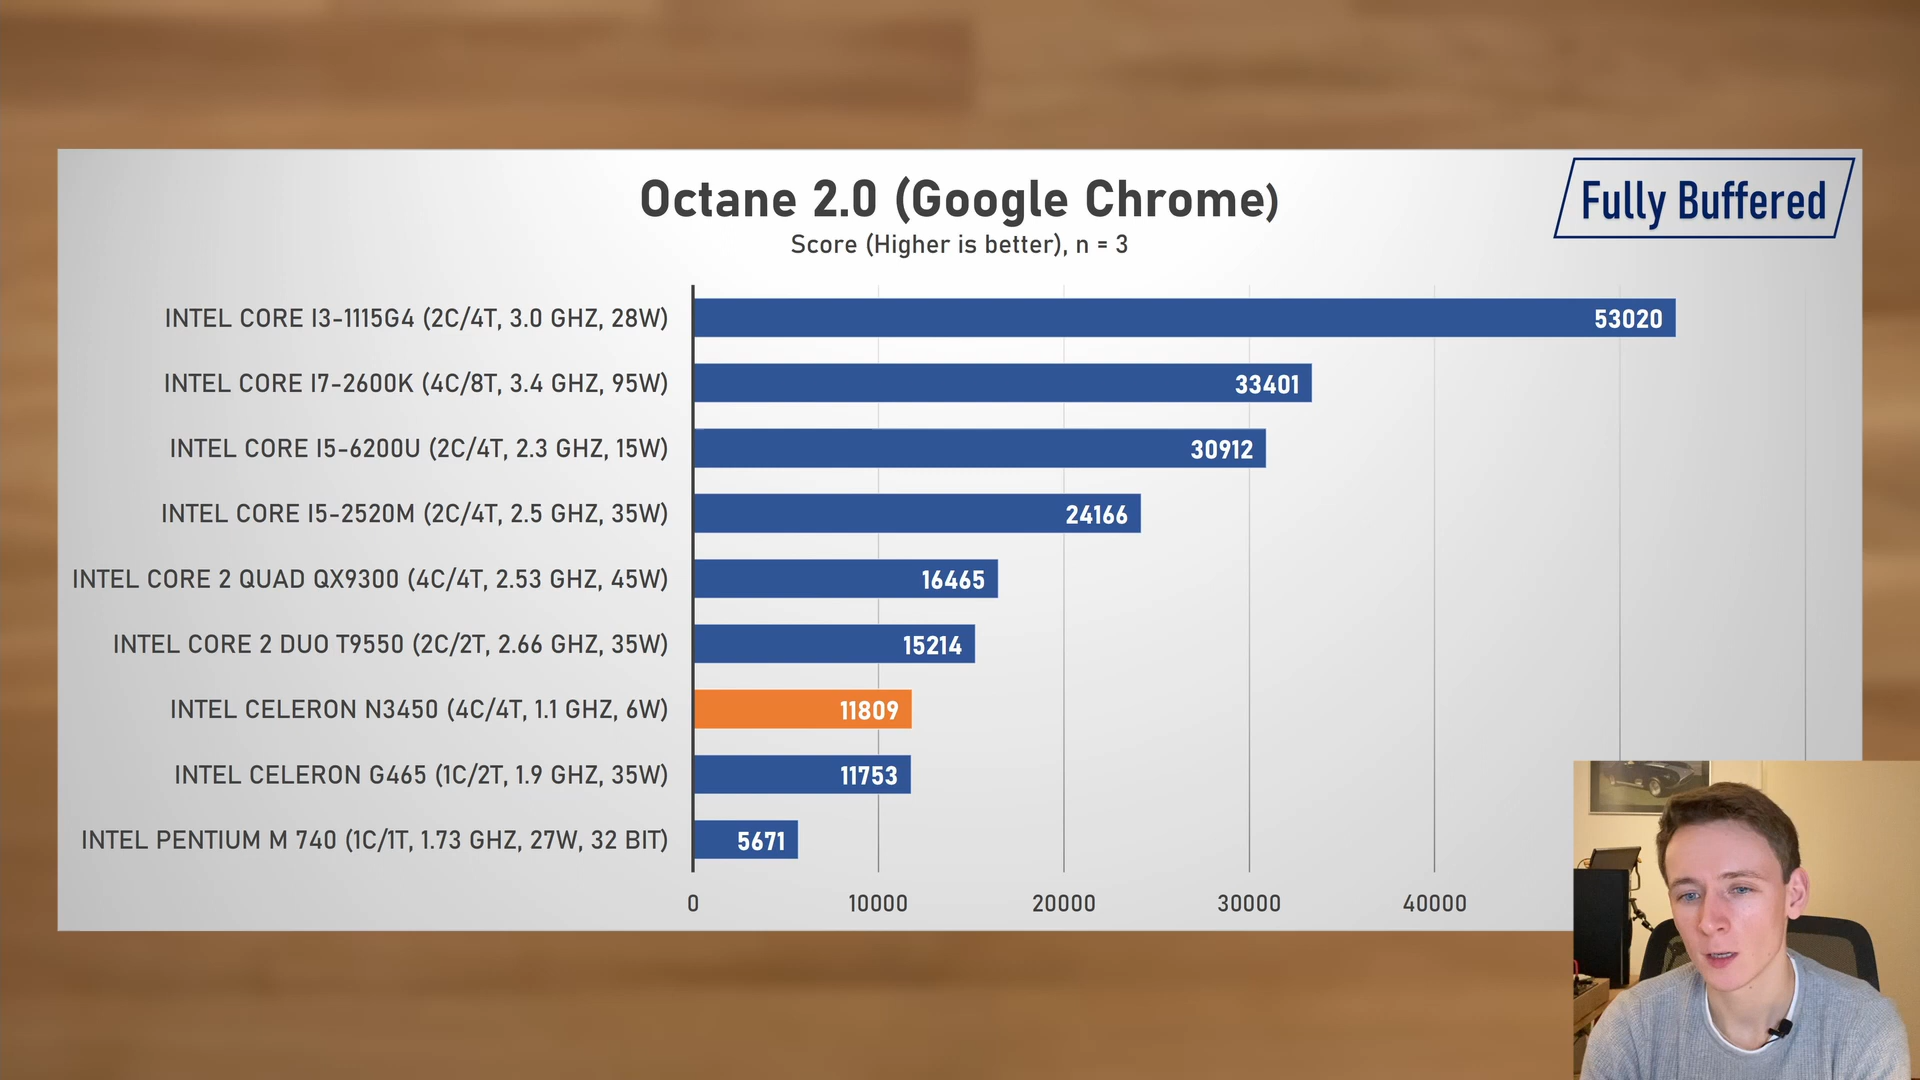 Octane 2.0 (Google Chrome)
Fully Buffered
Score (Higher is better), n = 3
INTEL CORE I3-1115G4 (2C/4T, 3.0 GHZ, 28W) 53020
INTEL CORE I7-2600K (4C/8T, 3.4 GHZ, 95W) 33401
INTEL CORE I5-6200U (2C/4T, 2.3 GHZ, 15W) 30912
INTEL CORE I5-2520M (2C/4T, 2.5 GHZ, 35W) 24166
INTEL CORE 2 QUAD QX9300 (4C/4T, 2.53 GHZ, 45W) 16465
INTEL CORE 2 DUO T9550 (2C/2T, 2.66 GHZ, 35W) 15214
INTEL CELERON N3450 (4C/4T, 1.1 GHZ, 6W) 11809
INTEL CELERON G465 (1C/2T, 1.9 GHZ, 35W) 11753
INTEL PENTIUM M 740 (1C/1T, 1.73 GHZ, 27W, 32 BIT) 5671
0 10000 20000 30000 40000